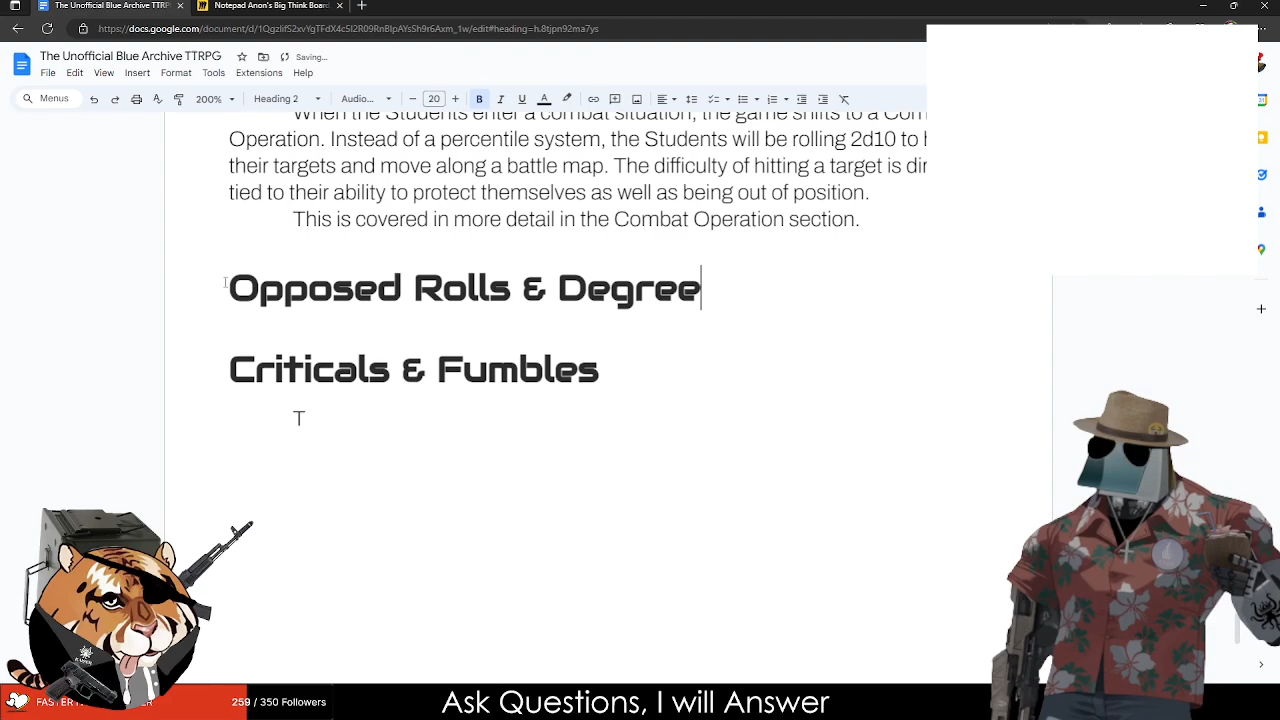 The Unofficial Blue Archive TTRP
Notepad Anon's Big Think Board
https://docs.google.com/document/d/1QgzlifS2xvYgTFdX4c5I2R09RnBlpAYsSh9r6Axm_1w/edit#heading=h.8tjpn92ma7ys
The Unofficial Blue Archive TTRPG
Saving...
File Edit View Insert Format Tools Extensions Help
Menus
200%
Heading 2
Audio...
20
B I U A
When the Students enter a combat situation, the game shifts to a Com
Operation. Instead of a percentile system, the Students will be rolling 2d10 to h
their targets and move along a battle map. The difficulty of hitting a target is dir
tied to their ability to protect themselves as well as being out of position.
This is covered in more detail in the Combat Operation section.
Opposed Rolls & Degree
Criticals & Fumbles
T
259 / 350 Followers
Ask Questions, I will Answer